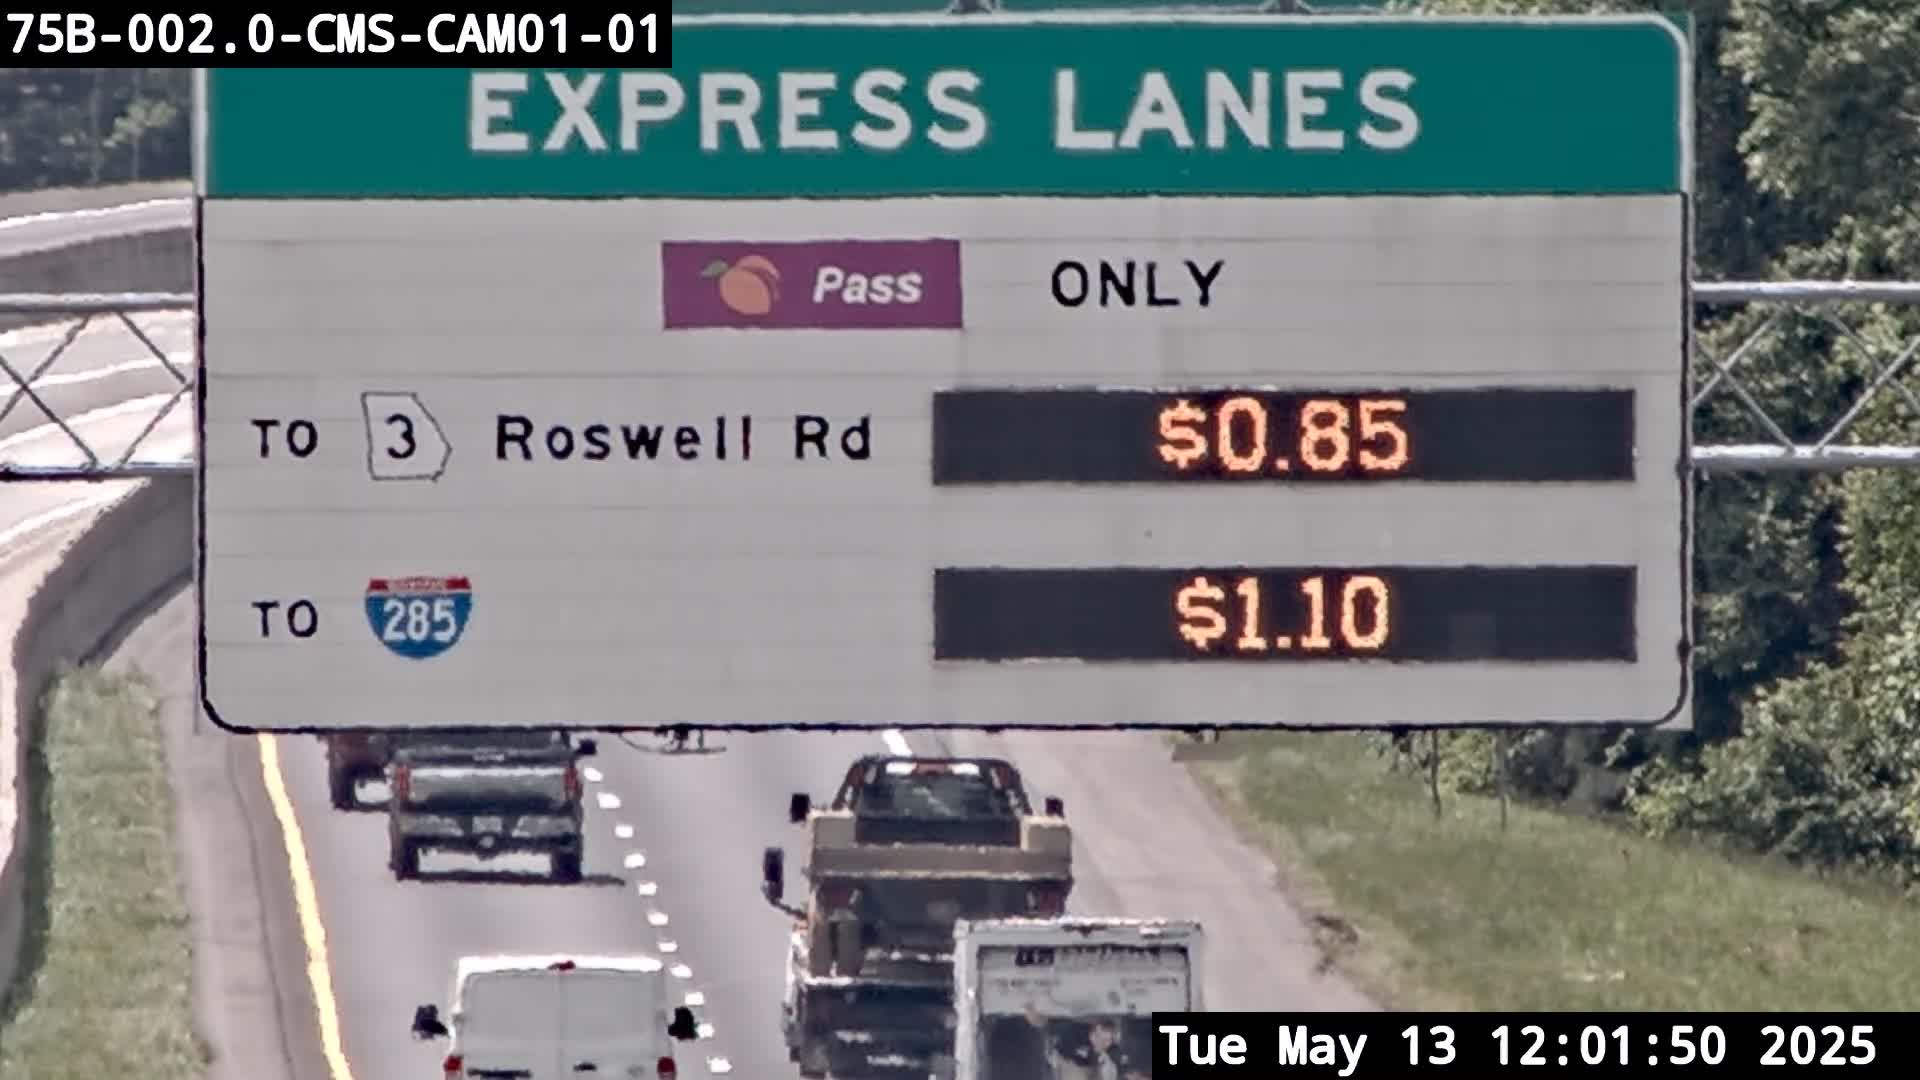 75B-002.0-CMS-CAM01-01
EXPRESS LANES
Pass ONLY
TO 3 Roswell Rd $0.85
TO 285 $1.10
Tue May 13 12:01:50 2025